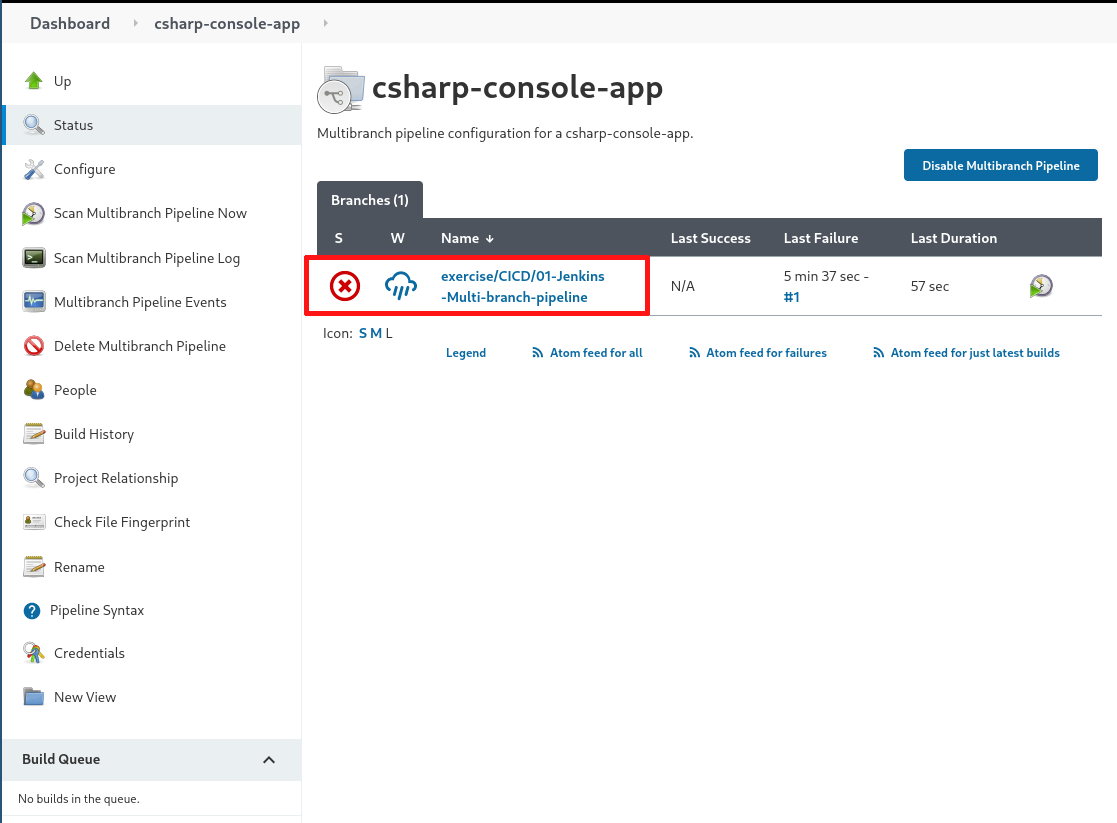 Dashboard csharp-console-app
Up
Status
Configure
Scan Multibranch Pipeline Now
Scan Multibranch Pipeline Log
Multibranch Pipeline Events
Delete Multibranch Pipeline
People
Build History
Project Relationship
Check File Fingerprint
Rename
Pipeline Syntax
Credentials
New View
Build Queue
No builds in the queue.
csharp-console-app
Multibranch pipeline configuration for a csharp-console-app.
Disable Multibranch Pipeline
Branches (1)
S W Name ↓ Last Success Last Failure Last Duration
exercise/CICD/01-Jenkins
-Multi-branch-pipeline
N/A
5 min 37 sec -
#1
57 sec
Icon: S M L
Legend Atom feed for all Atom feed for failures Atom feed for just latest builds